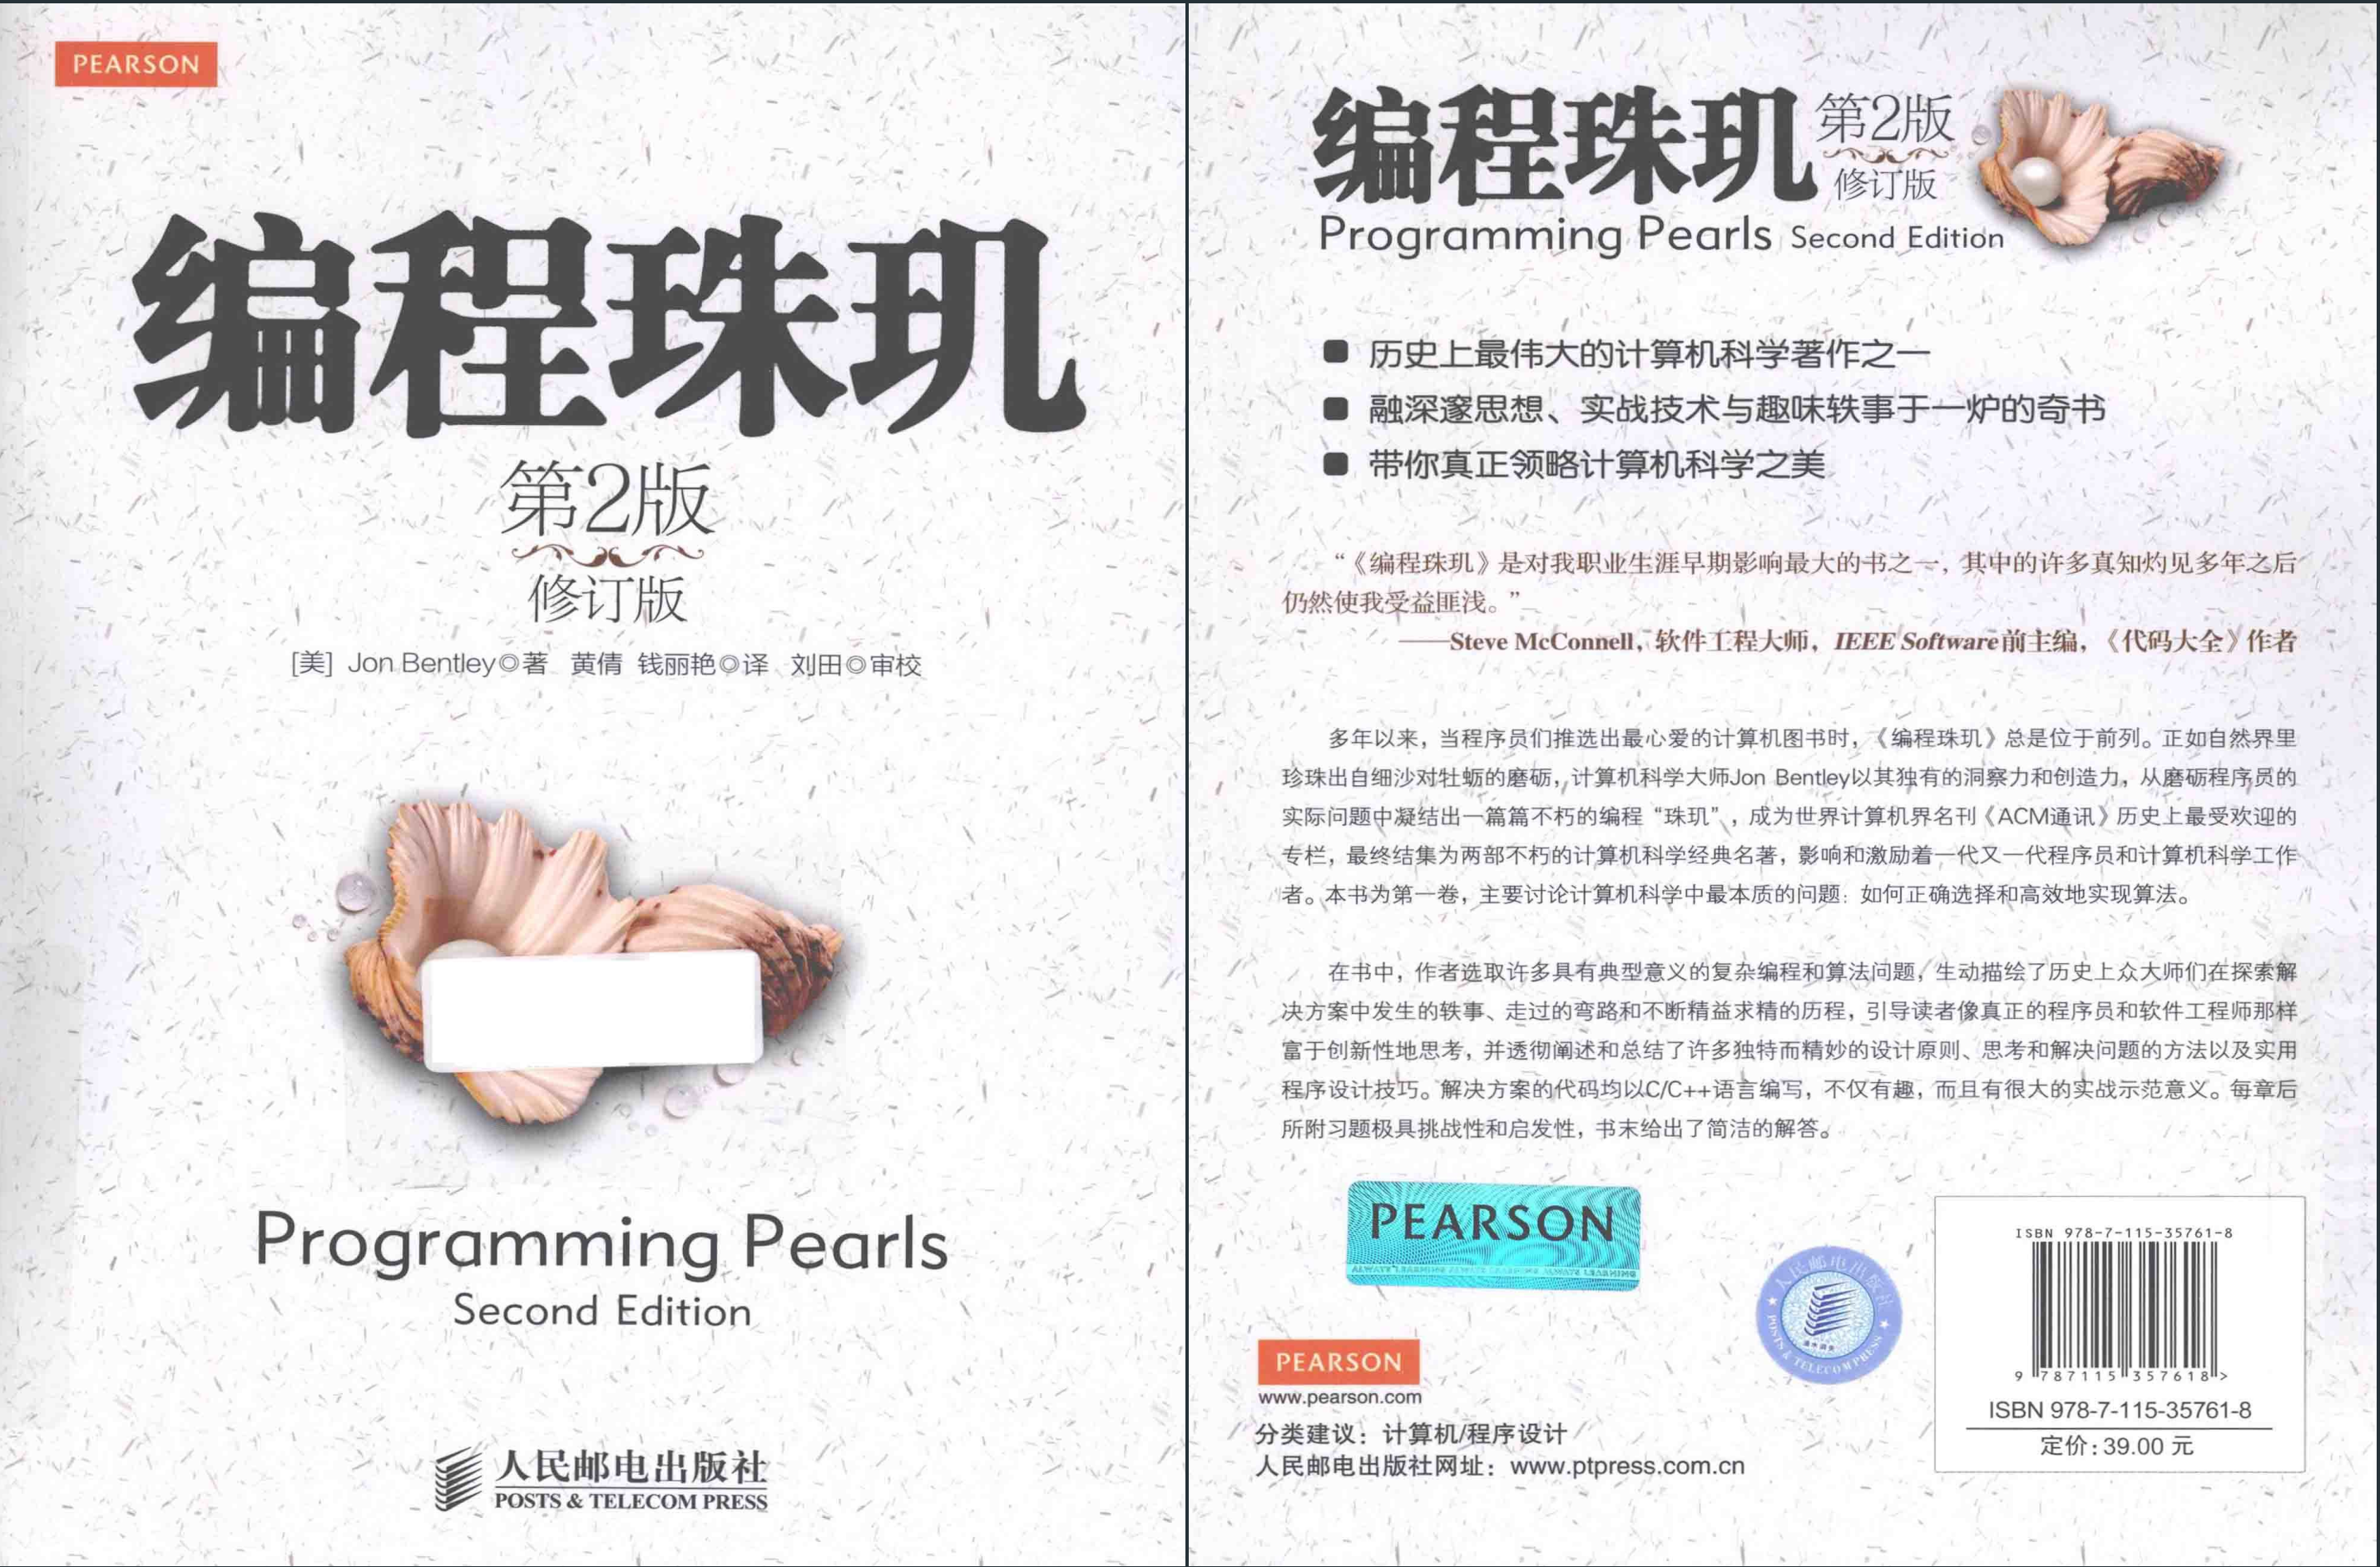 PEARSON
编程珠玑
第2版
修订版
[美] Jon Bentley◎著 黄倩 钱丽艳◎译 刘田◎审校
Programming Pearls
Second Edition
人民邮电出版社
POSTS & TELECOM PRESS
编程珠玑 第2版
修订版
Programming Pearls Second Edition
■ 历史上最伟大的计算机科学著作之一
■ 融深邃思想、实战技术与趣味轶事于一炉的奇书
■ 带你真正领略计算机科学之美
“《编程珠玑》是对我职业生涯早期影响最大的书之一，其中的许多真知灼见多年之后
仍然使我受益匪浅。”
——Steve McConnell，软件工程大师，IEEE Software前主编，《代码大全》作者
多年以来，当程序员们推选出最心爱的计算机图书时，《编程珠玑》总是位于前列。正如自然界里
珍珠出自细沙对牡蛎的磨砺，计算机科学大师Jon Bentley以其独有的洞察力和创造力，从磨砺程序员的
实际问题中凝结出一篇篇不朽的编程“珠玑”，成为世界计算机界名刊《ACM通讯》历史上最受欢迎的
专栏，最终结集为两部不朽的计算机科学经典名著，影响和激励着一代又一代程序员和计算机科学工作
者。本书为第一卷，主要讨论计算机科学中最本质的问题：如何正确选择和高效地实现算法。
在书中，作者选取许多具有典型意义的复杂编程和算法问题，生动描绘了历史上众大师们在探索解
决方案中发生的轶事、走过的弯路和不断精益求精的历程，引导读者像真正的程序员和软件工程师那样
富于创新性地思考，并透彻阐述和总结了许多独特而精妙的设计原则、思考和解决问题的方法以及实用
程序设计技巧。解决方案的代码均以C/C++语言编写，不仅有趣，而且有很大的实战示范意义。每章后
所附习题极具挑战性和启发性，书末给出了简洁的解答。
PEARSON
ALWAYS LEARNING ALWAYS LEARNING ALWAYS LEARNING
人民邮电出版社
POSTS & TELECOM PRESS
PEARSON
www.pearson.com
分类建议：计算机/程序设计
人民邮电出版社网址：www.ptpress.com.cn
ISBN 978-7-115-35761-8
9 787115 357618 >
ISBN 978-7-115-35761-8
定价：39.00 元